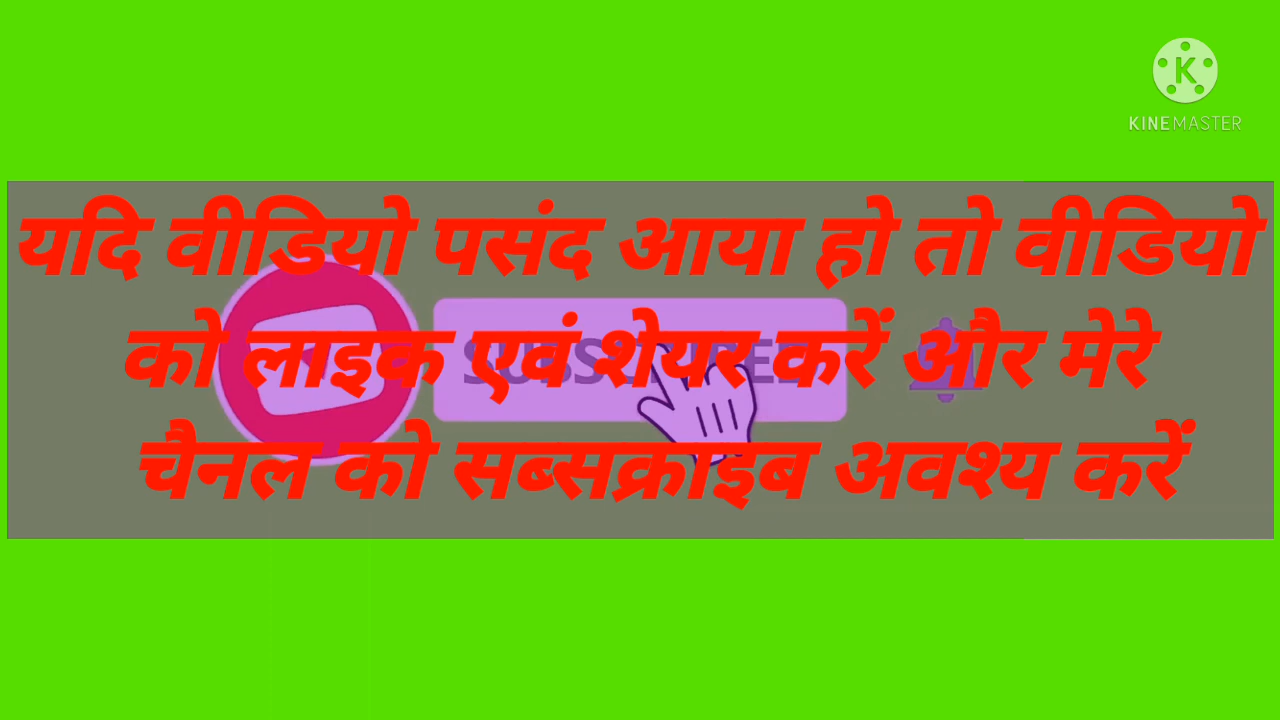 KINEMASTER
यदि वीडियो पसंद आया हो तो वीडियो
को लाइक एवं शेयर करें और मेरे
चैनल को सब्सक्राइब अवश्य करें